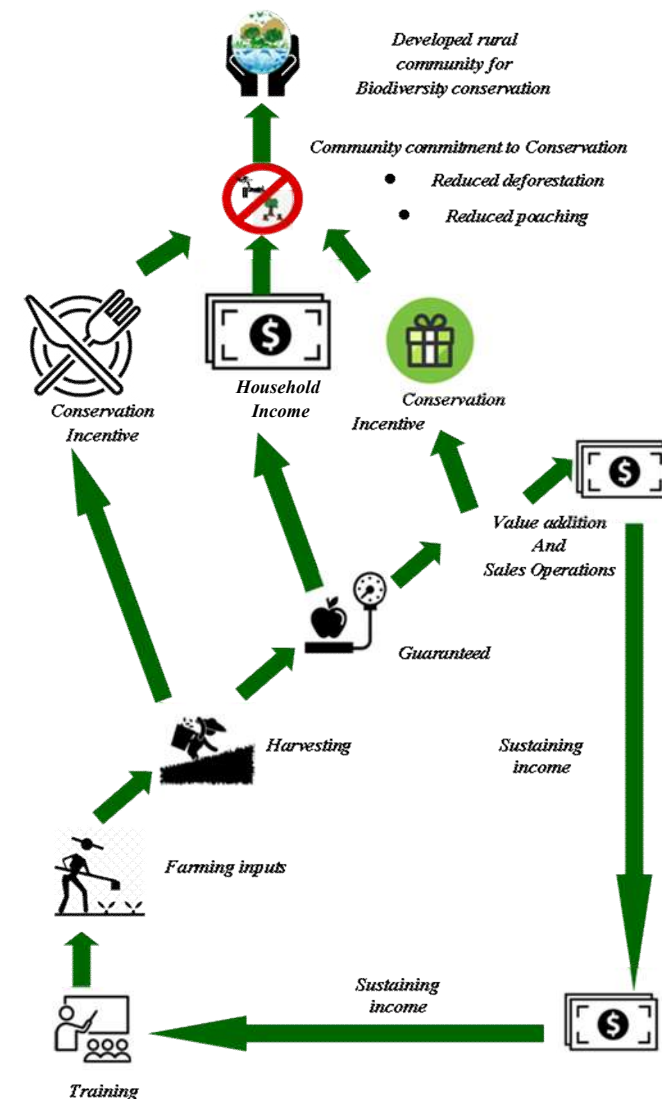 Developed rural
community for
Biodiversity conservation
Community commitment to Conservation
● Reduced deforestation
● Reduced poaching
Conservation
Incentive
Household
Income
Conservation
Incentive
Value addition
And
Sales Operations
Guaranteed
Harvesting
Sustaining
income
Farming inputs
Sustaining
income
Training